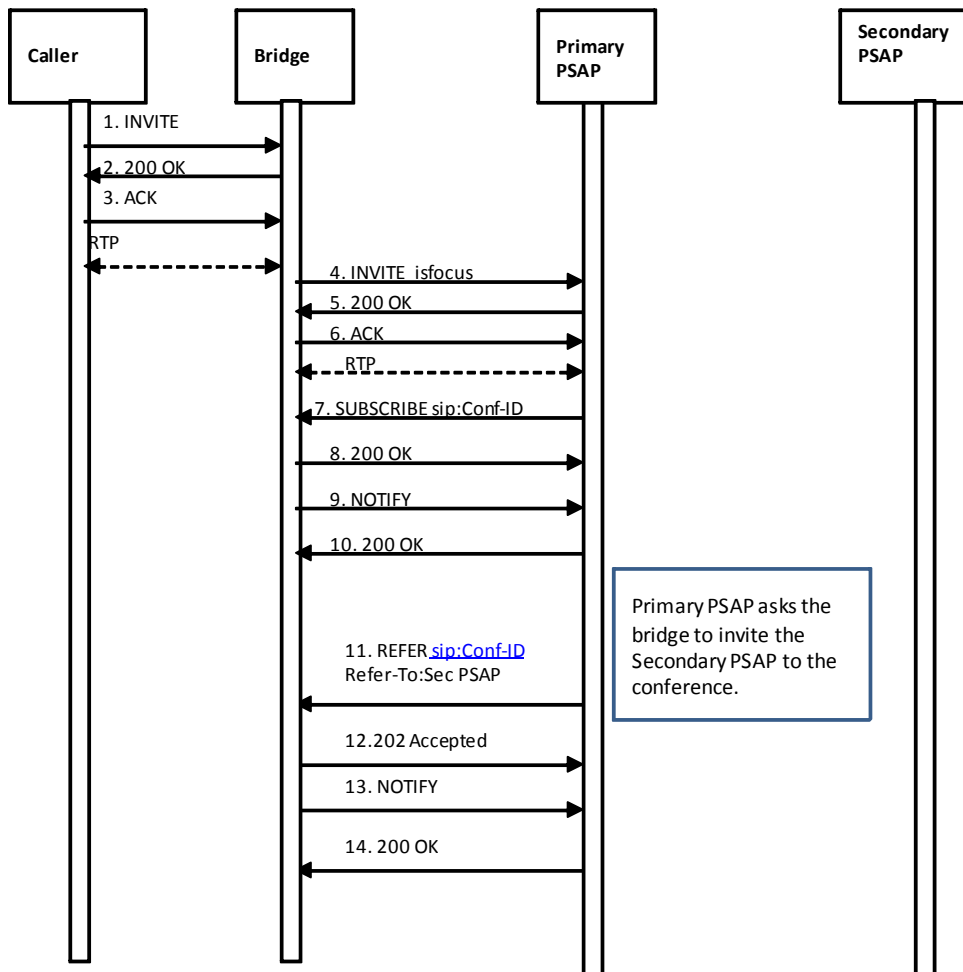 Caller
Bridge
Primary
PSAP
Secondary
PSAP
1. INVITE
2. 200 OK
3. ACK
RTP
4. INVITE isfocus
5. 200 OK
6. ACK
RTP
7. SUBSCRIBE sip:Conf-ID
8. 200 OK
9. NOTIFY
10. 200 OK
Primary PSAP asks the
bridge to invite the
Secondary PSAP to the
conference.
11. REFER sip:Conf-ID
Refer-To:Sec PSAP
12.202 Accepted
13. NOTIFY
14. 200 OK